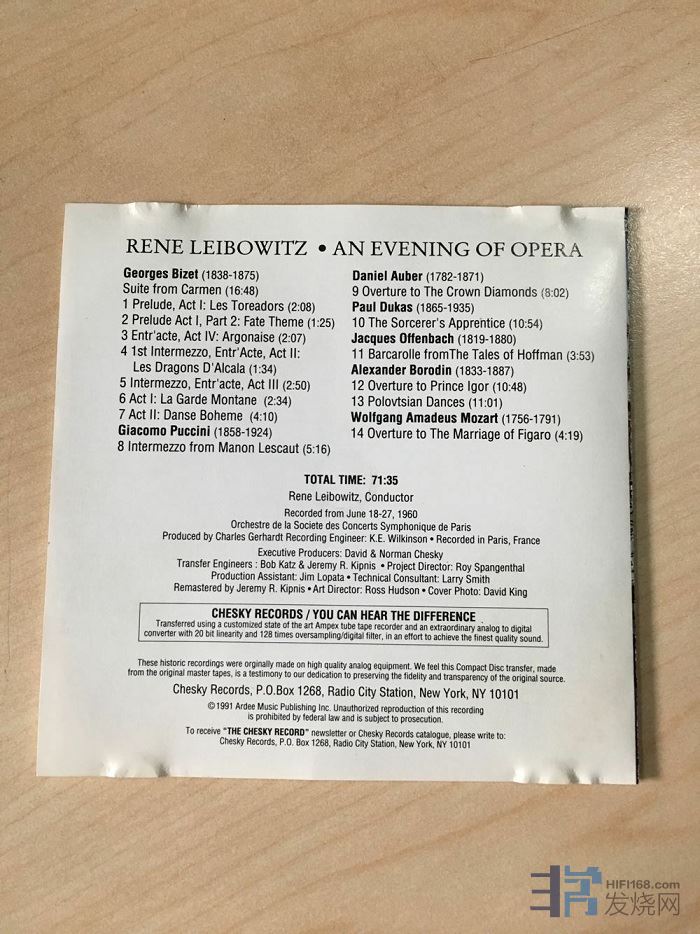 RENE LEIBOWITZ • AN EVENING OF OPERA
Georges Bizet (1838-1875)
Suite from Carmen (16:48)
1 Prelude, Act I: Les Toreadors (2:08)
2 Prelude Act I, Part 2: Fate Theme (1:25)
3 Entr'acte, Act IV: Argonaise (2:07)
4 1st Intermezzo, Entr'Acte, Act II:
Les Dragons D'Alcala (1:34)
5 Intermezzo, Entr'acte, Act III (2:50)
6 Act I: La Garde Montane (2:34)
7 Act II: Danse Boheme (4:10)
Giacomo Puccini (1858-1924)
8 Intermezzo from Manon Lescaut (5:16)
Daniel Auber (1782-1871)
9 Overture to The Crown Diamonds (8:02)
Paul Dukas (1865-1935)
10 The Sorcerer's Apprentice (10:54)
Jacques Offenbach (1819-1880)
11 Barcarolle fromThe Tales of Hoffman (3:53)
Alexander Borodin (1833-1887)
12 Overture to Prince Igor (10:48)
13 Polovtsian Dances (11:01)
Wolfgang Amadeus Mozart (1756-1791)
14 Overture to The Marriage of Figaro (4:19)
TOTAL TIME: 71:35
Rene Leibowitz, Conductor
Recorded from June 18-27, 1960
Orchestre de la Societe des Concerts Symphonique de Paris
Produced by Charles Gerhardt Recording Engineer: K.E. Wilkinson • Recorded in Paris, France
Executive Producers: David & Norman Chesky
Transfer Engineers : Bob Katz & Jeremy R. Kipnis • Project Director: Roy Spangenthal
Production Assistant: Jim Lopata • Technical Consultant: Larry Smith
Remastered by Jeremy R. Kipnis • Art Director: Ross Hudson • Cover Photo: David King
CHESKY RECORDS / YOU CAN HEAR THE DIFFERENCE
Transferred using a customized state of the art Ampex tube tape recorder and an extraordinary analog to digital
converter with 20 bit linearity and 128 times oversampling/digital filter, in an effort to achieve the finest quality sound.
These historic recordings were orginally made on high quality analog equipment. We feel this Compact Disc transfer, made
from the original master tapes, is a testimony to our dedication to preserving the fidelity and transparency of the original source.
Chesky Records, P.O.Box 1268, Radio City Station, New York, NY 10101
©1991 Ardee Music Publishing Inc. Unauthorized reproduction of this recording
is prohibited by federal law and is subject to prosecution.
To receive "THE CHESKY RECORD" newsletter or Chesky Records catalogue, please write to:
Chesky Records, P.O. Box 1268, Radio City Station, New York, NY 10101
HIFI168.com
发烧网